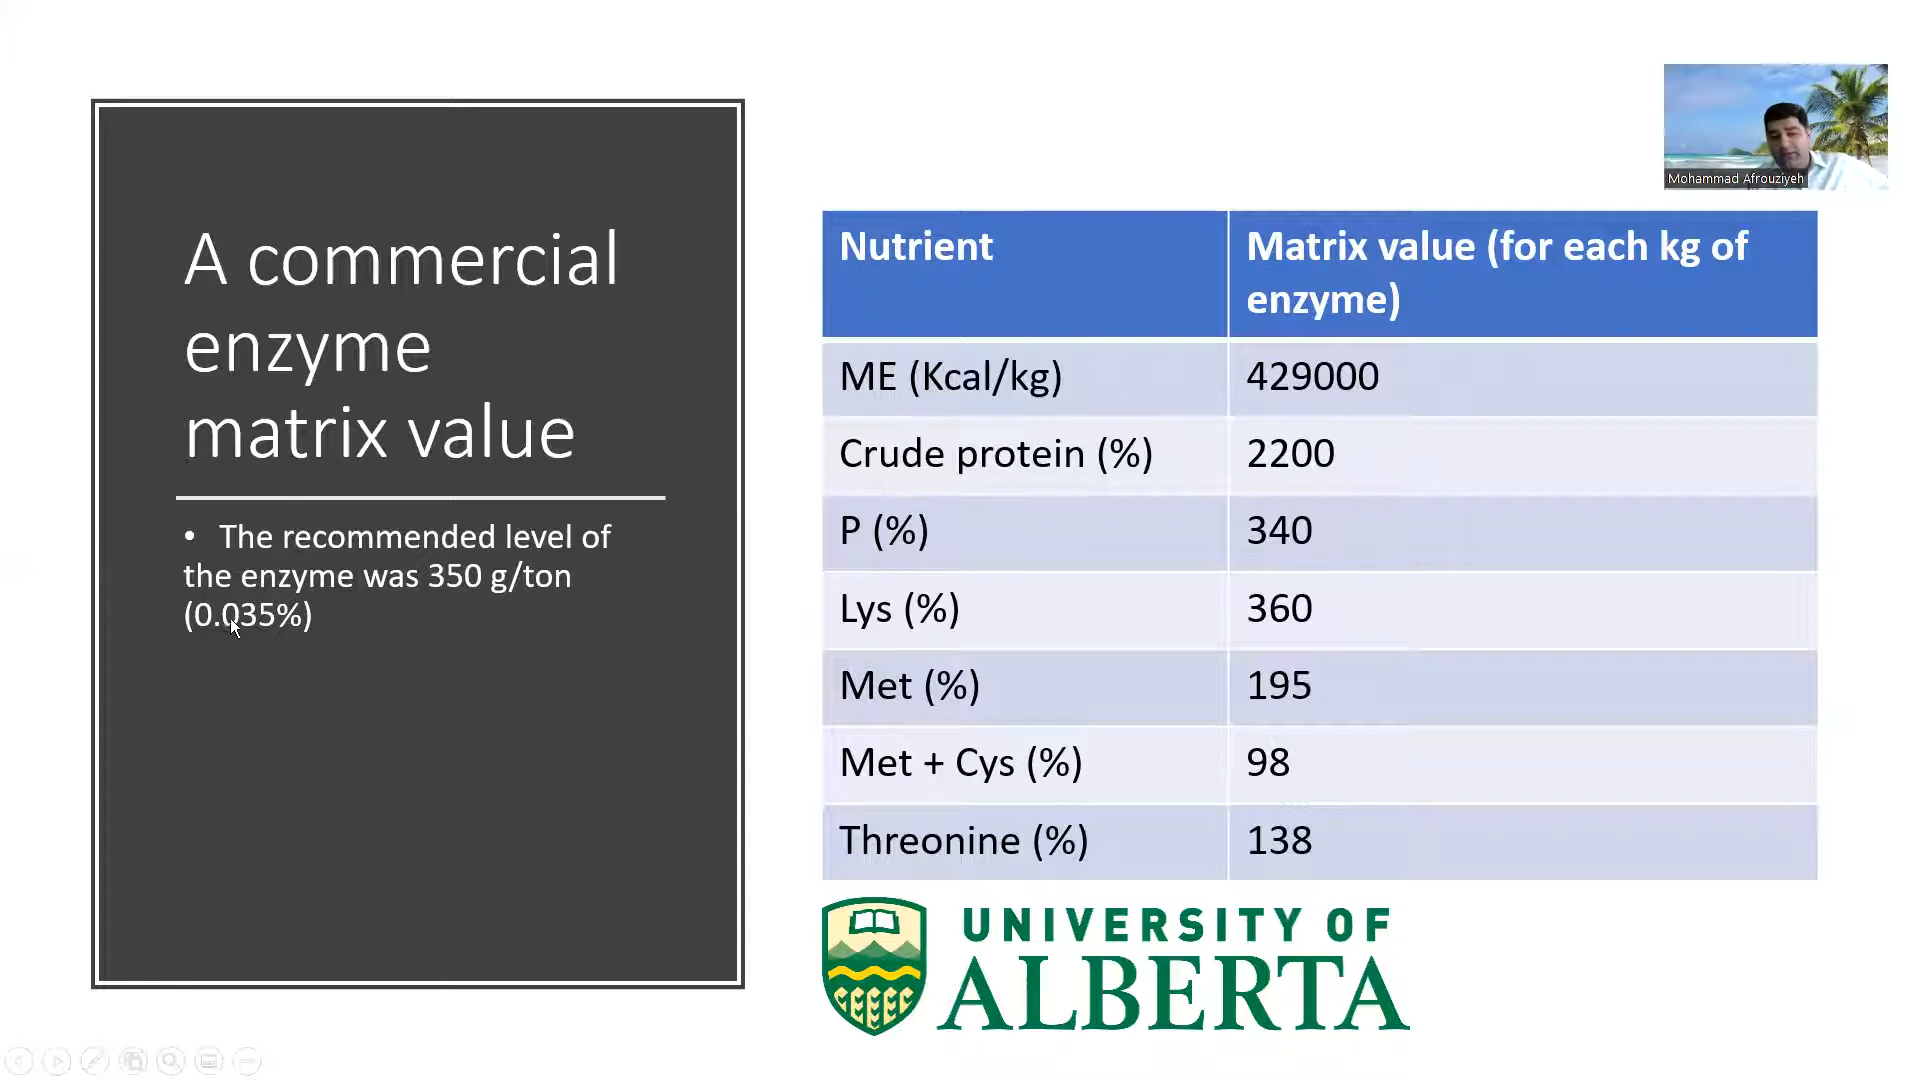 A commercial
enzyme
matrix value
• The recommended level of
the enzyme was 350 g/ton
(0.035%)
Mohammad Afrouziyeh
Nutrient	Matrix value (for each kg of
enzyme)
ME (Kcal/kg)	429000
Crude protein (%)	2200
P (%)	340
Lys (%)	360
Met (%)	195
Met + Cys (%)	98
Threonine (%)	138
UNIVERSITY OF
ALBERTA